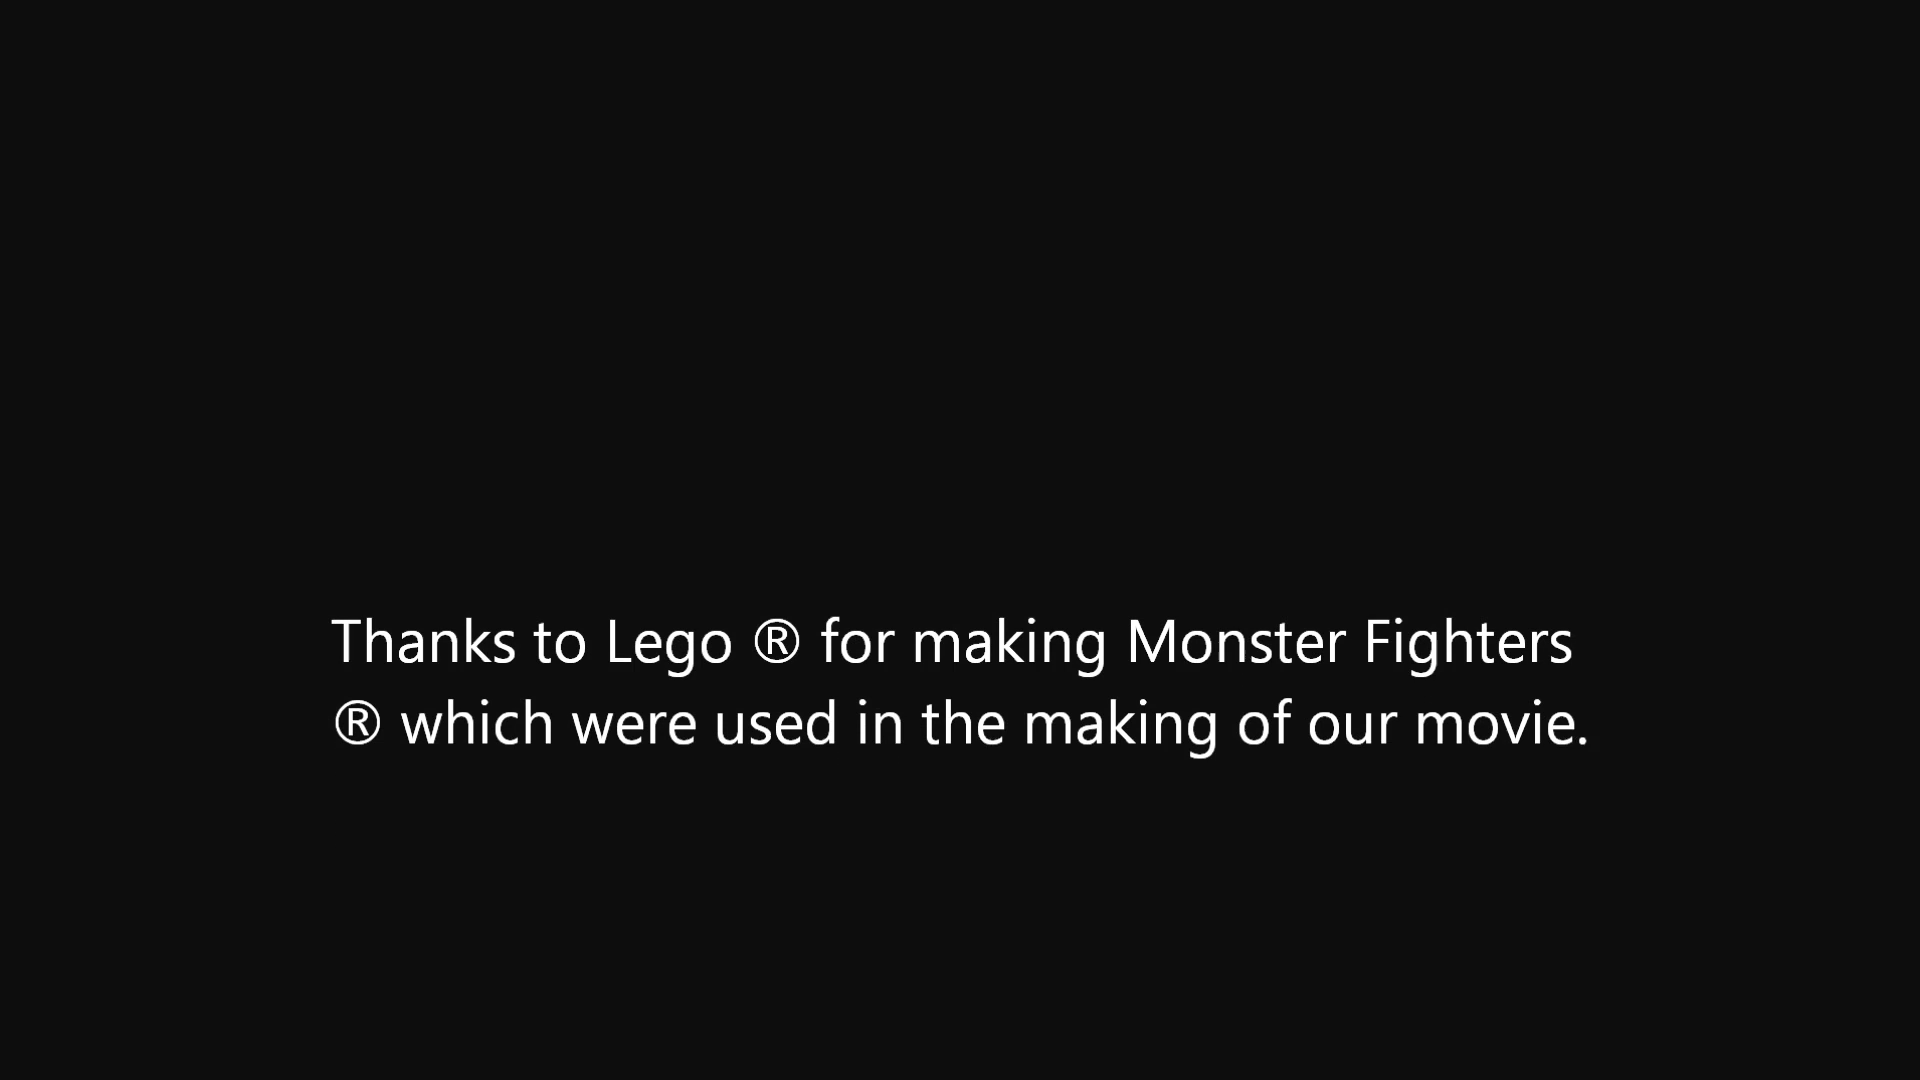 Thanks to Lego ® for making Monster Fighters
® which were used in the making of our movie.